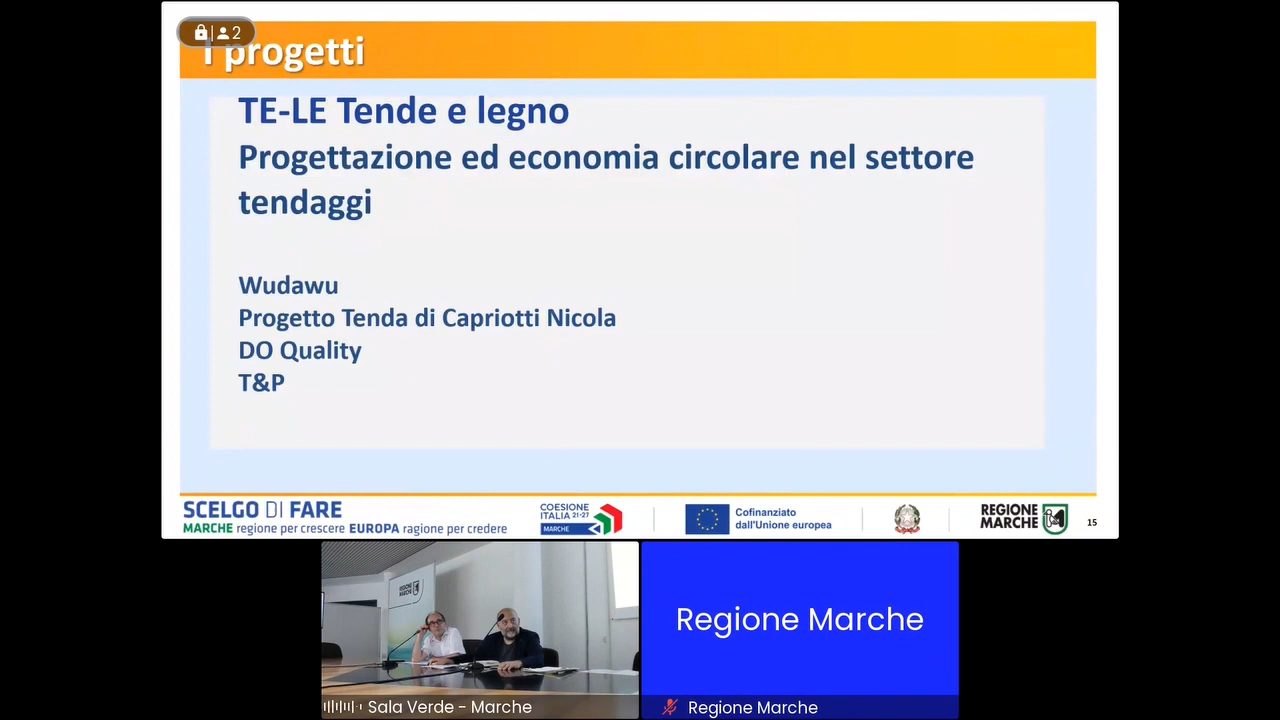 2
I progetti
TE-LE Tende e legno
Progettazione ed economia circolare nel settore
tendaggi
Wudawu
Progetto Tenda di Capriotti Nicola
DO Quality
T&P
SCELGO DI FARE
MARCHE regione per crescere EUROPA ragione per credere
COESIONE
ITALIA 21-27
MARCHE
Cofinanziato
dall'Unione europea
REGIONE
MARCHE
15
REGIONE
MARCHE
Sala Verde - Marche
Regione Marche
Regione Marche